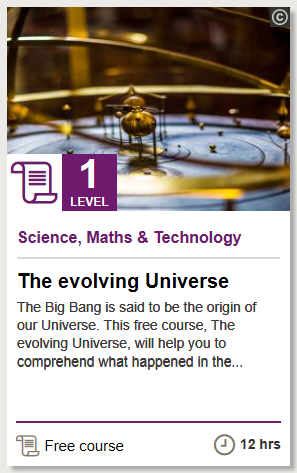 ©
1
LEVEL
Science, Maths & Technology
The evolving Universe
The Big Bang is said to be the origin of
our Universe. This free course, The
evolving Universe, will help you to
comprehend what happened in the...
Free course
12 hrs